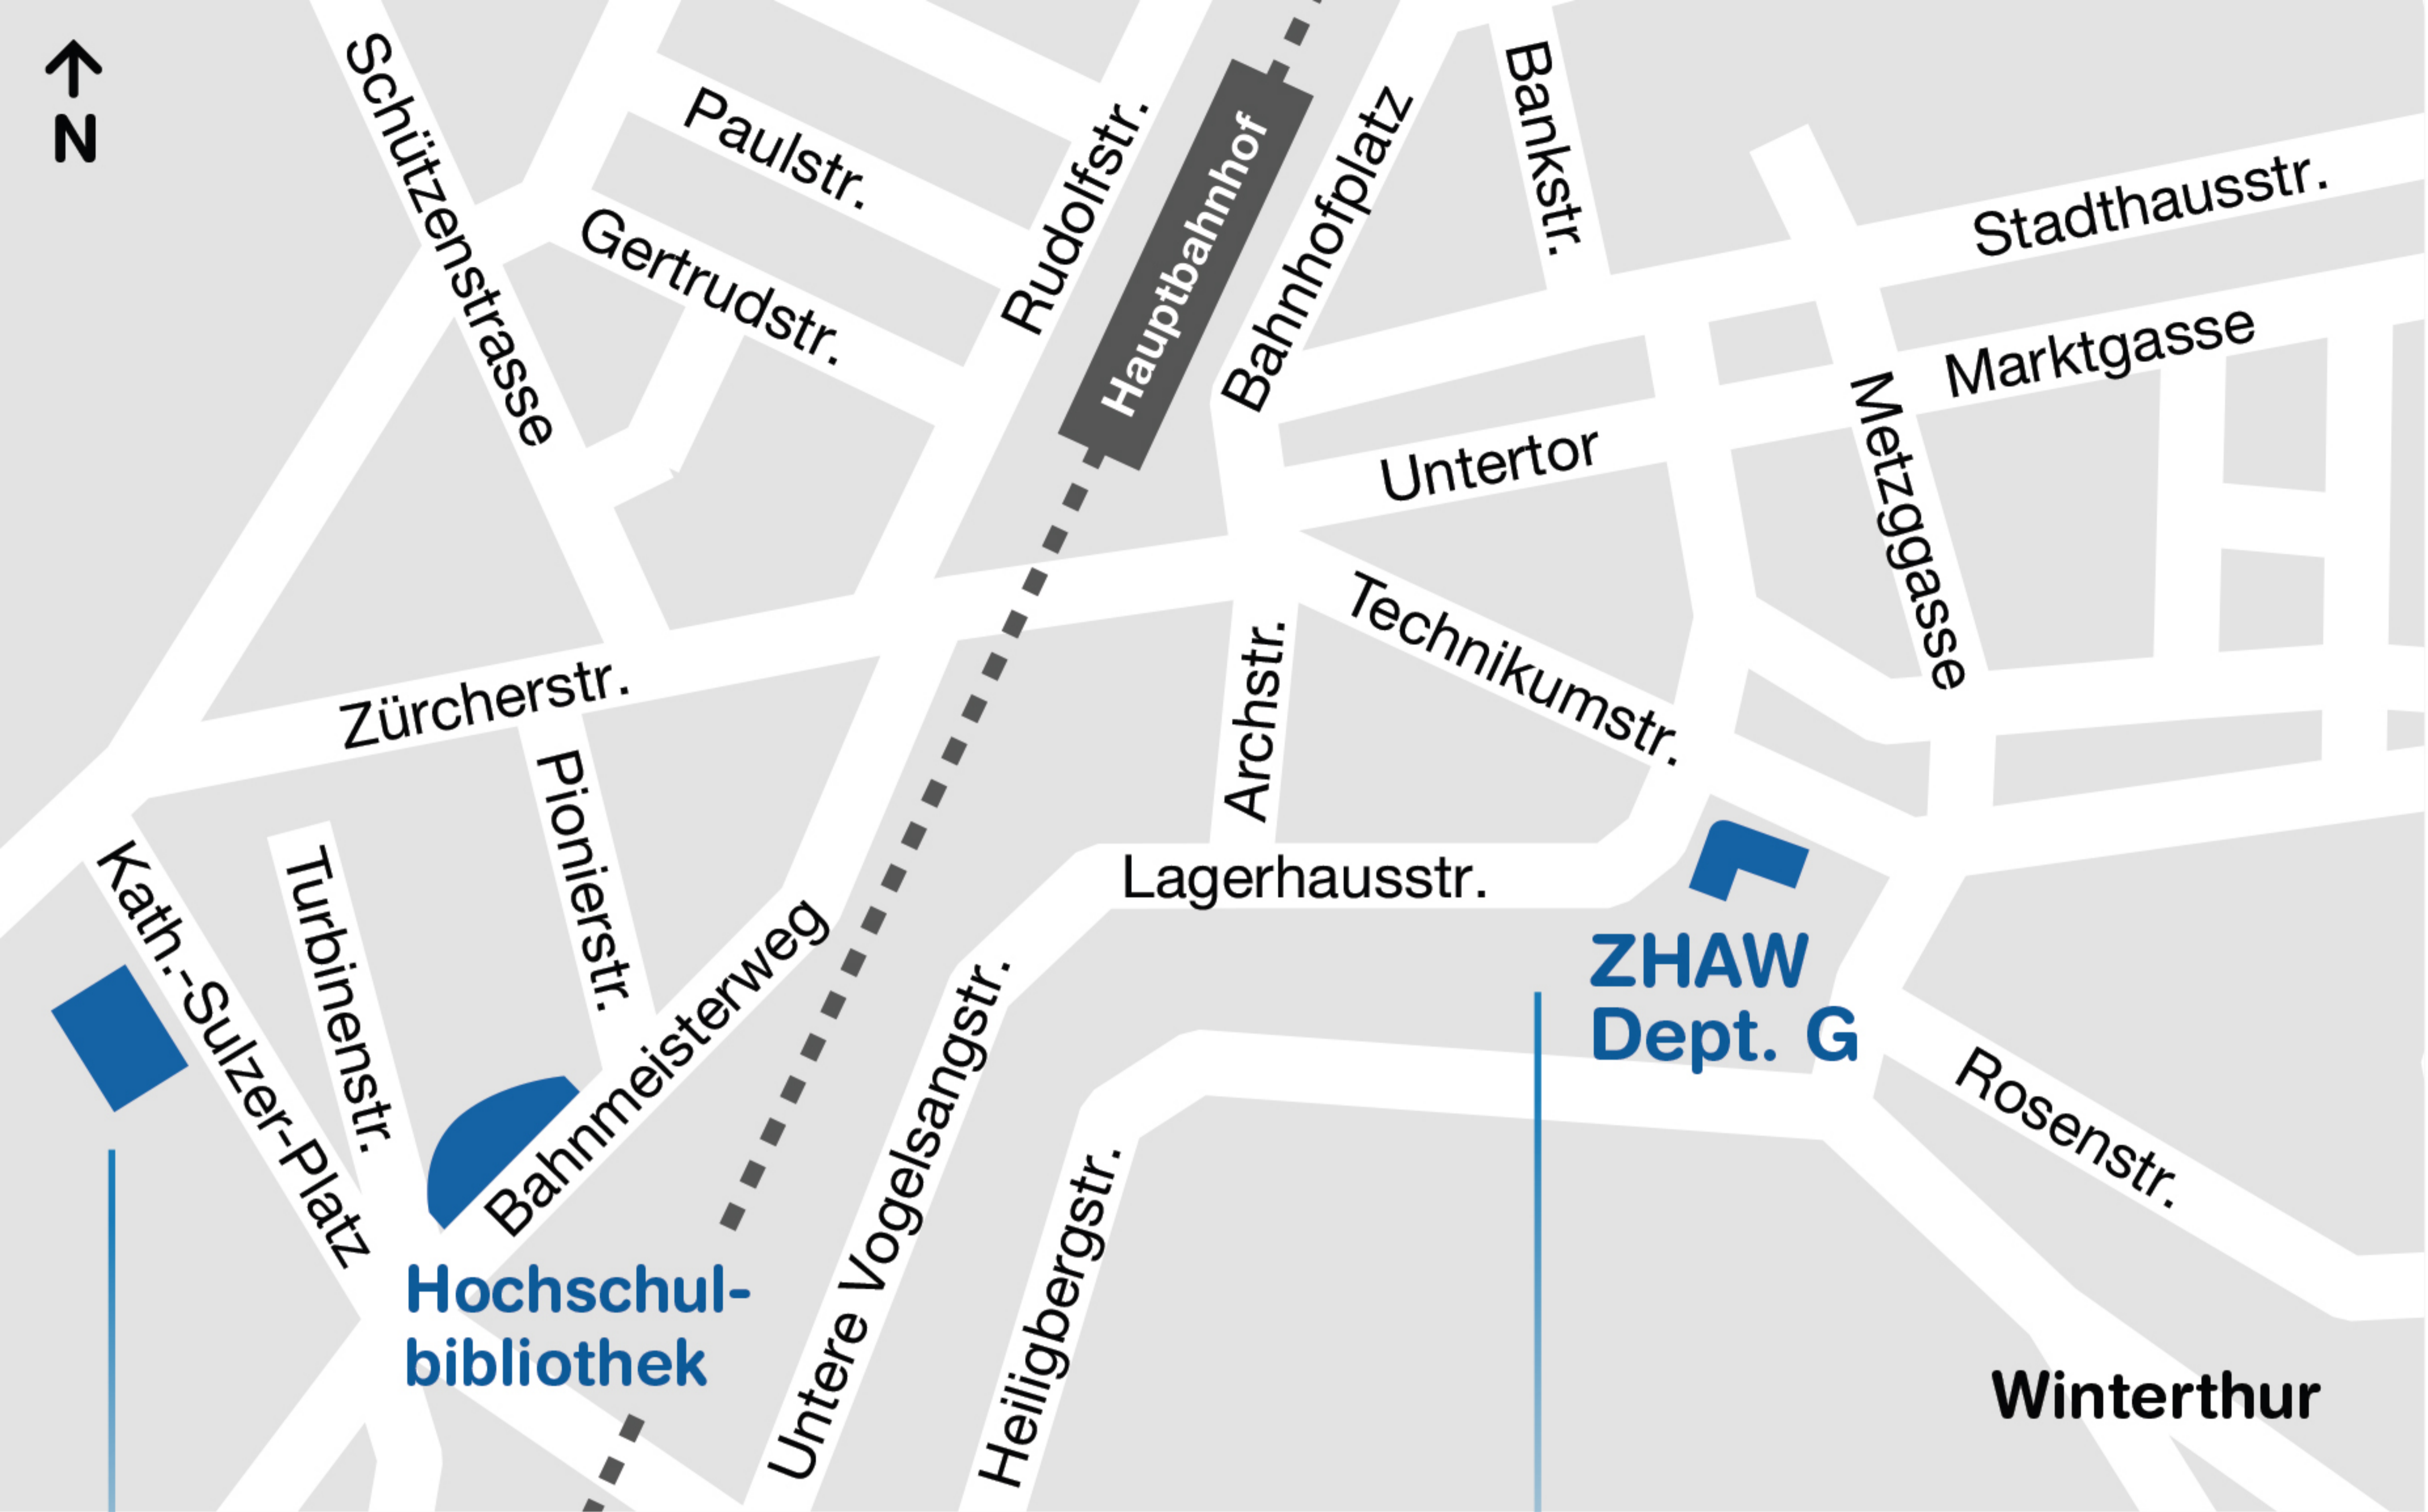 N
Schützenstrasse
Paulstr.
Gertrudstr.
Rudolfstr.
Hauptbahnhof
Bahnhofplatz
Bankstr.
Stadthausstr.
Marktgasse
Untertor
Metzggasse
Technikumstr.
Archstr.
Zürcherstr.
Pionierstr.
Lagerhausstr.
Kath.-Sulzer-Platz
Turbinenstr.
Bahnmeisterweg
ZHAW
Dept. G
Untere Vogelsangstr.
Heiligbergstr.
Rosenstr.
Hochschul-
bibliothek
Winterthur